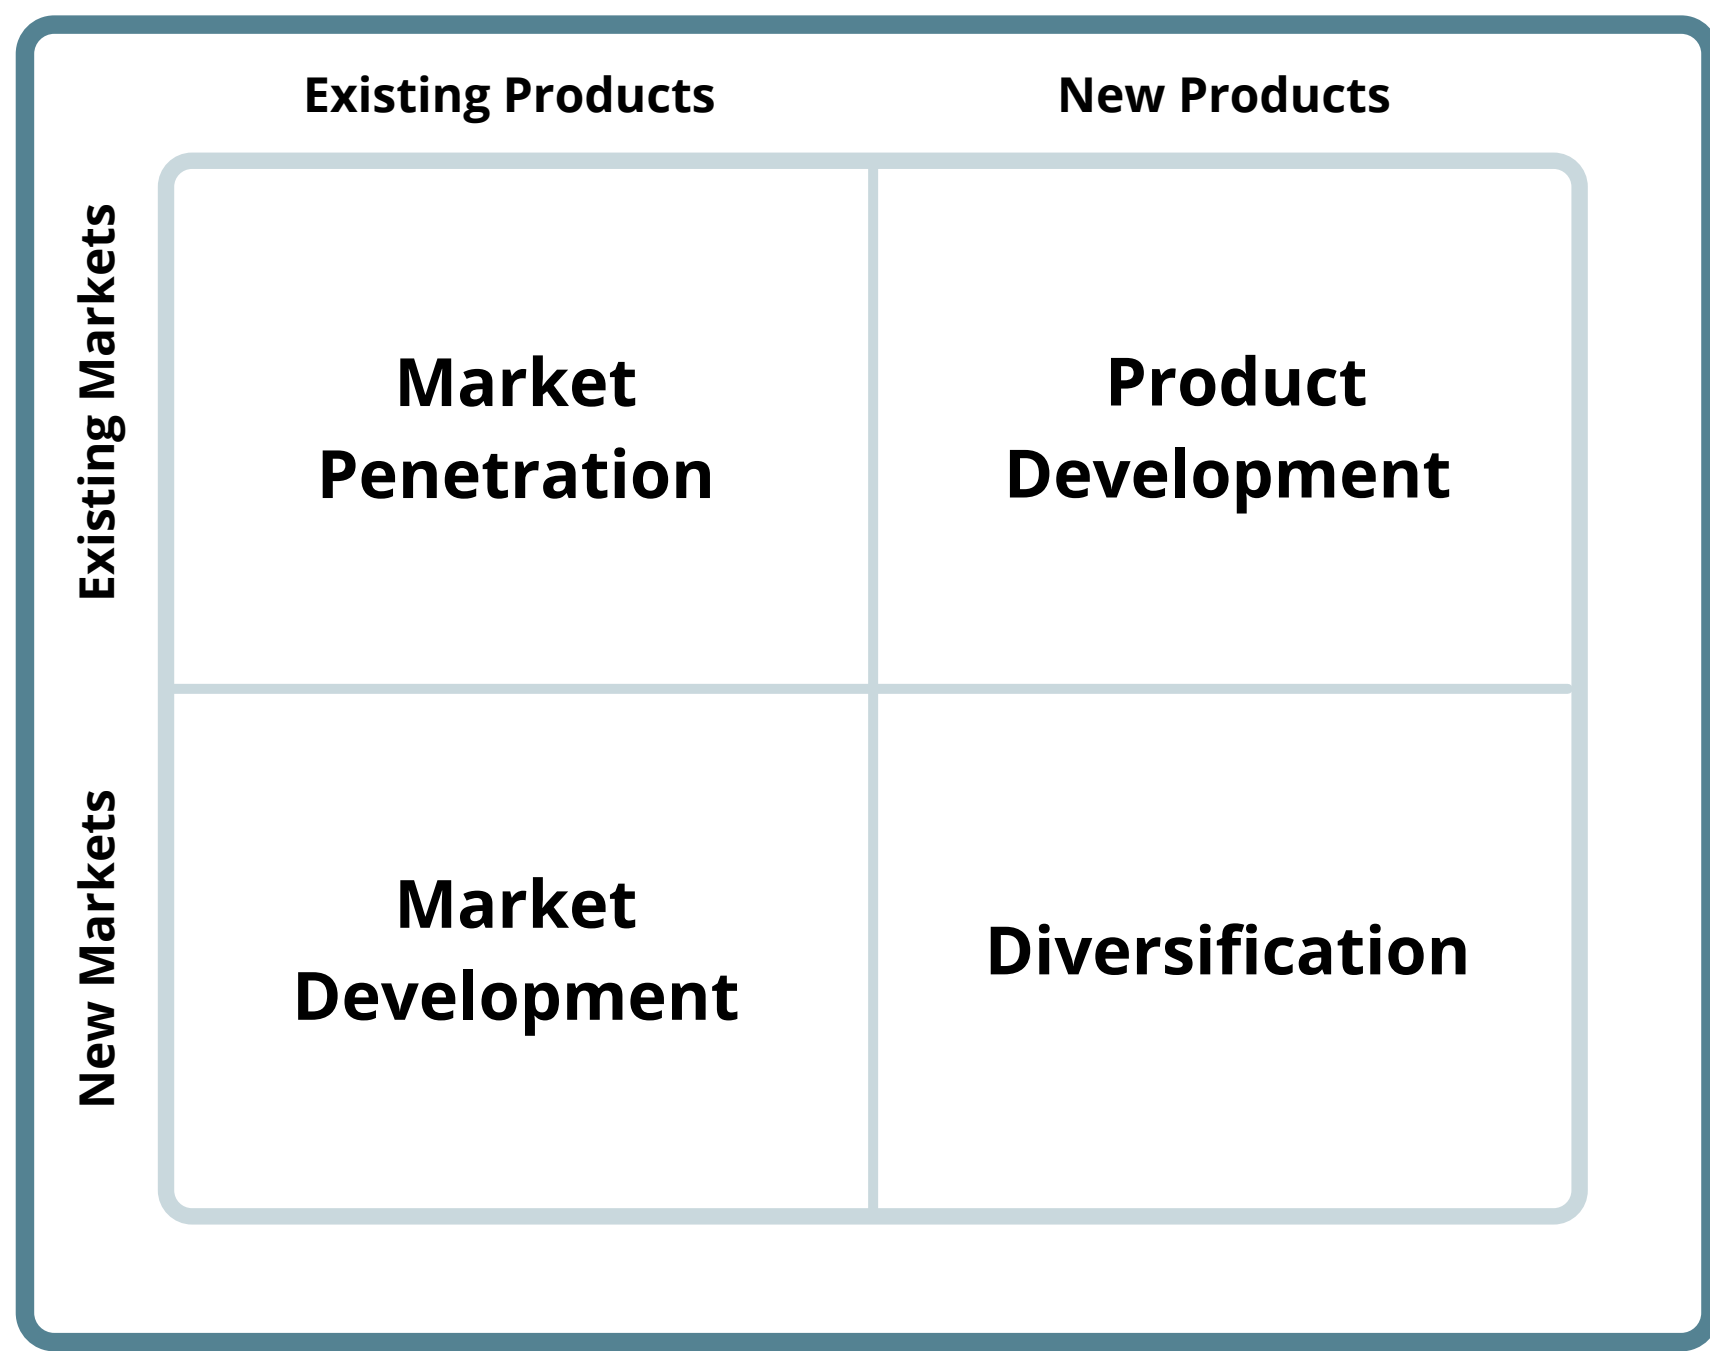 Existing Products
New Products
Existing Markets
Market
Penetration
Product
Development
New Markets
Market
Development
Diversification